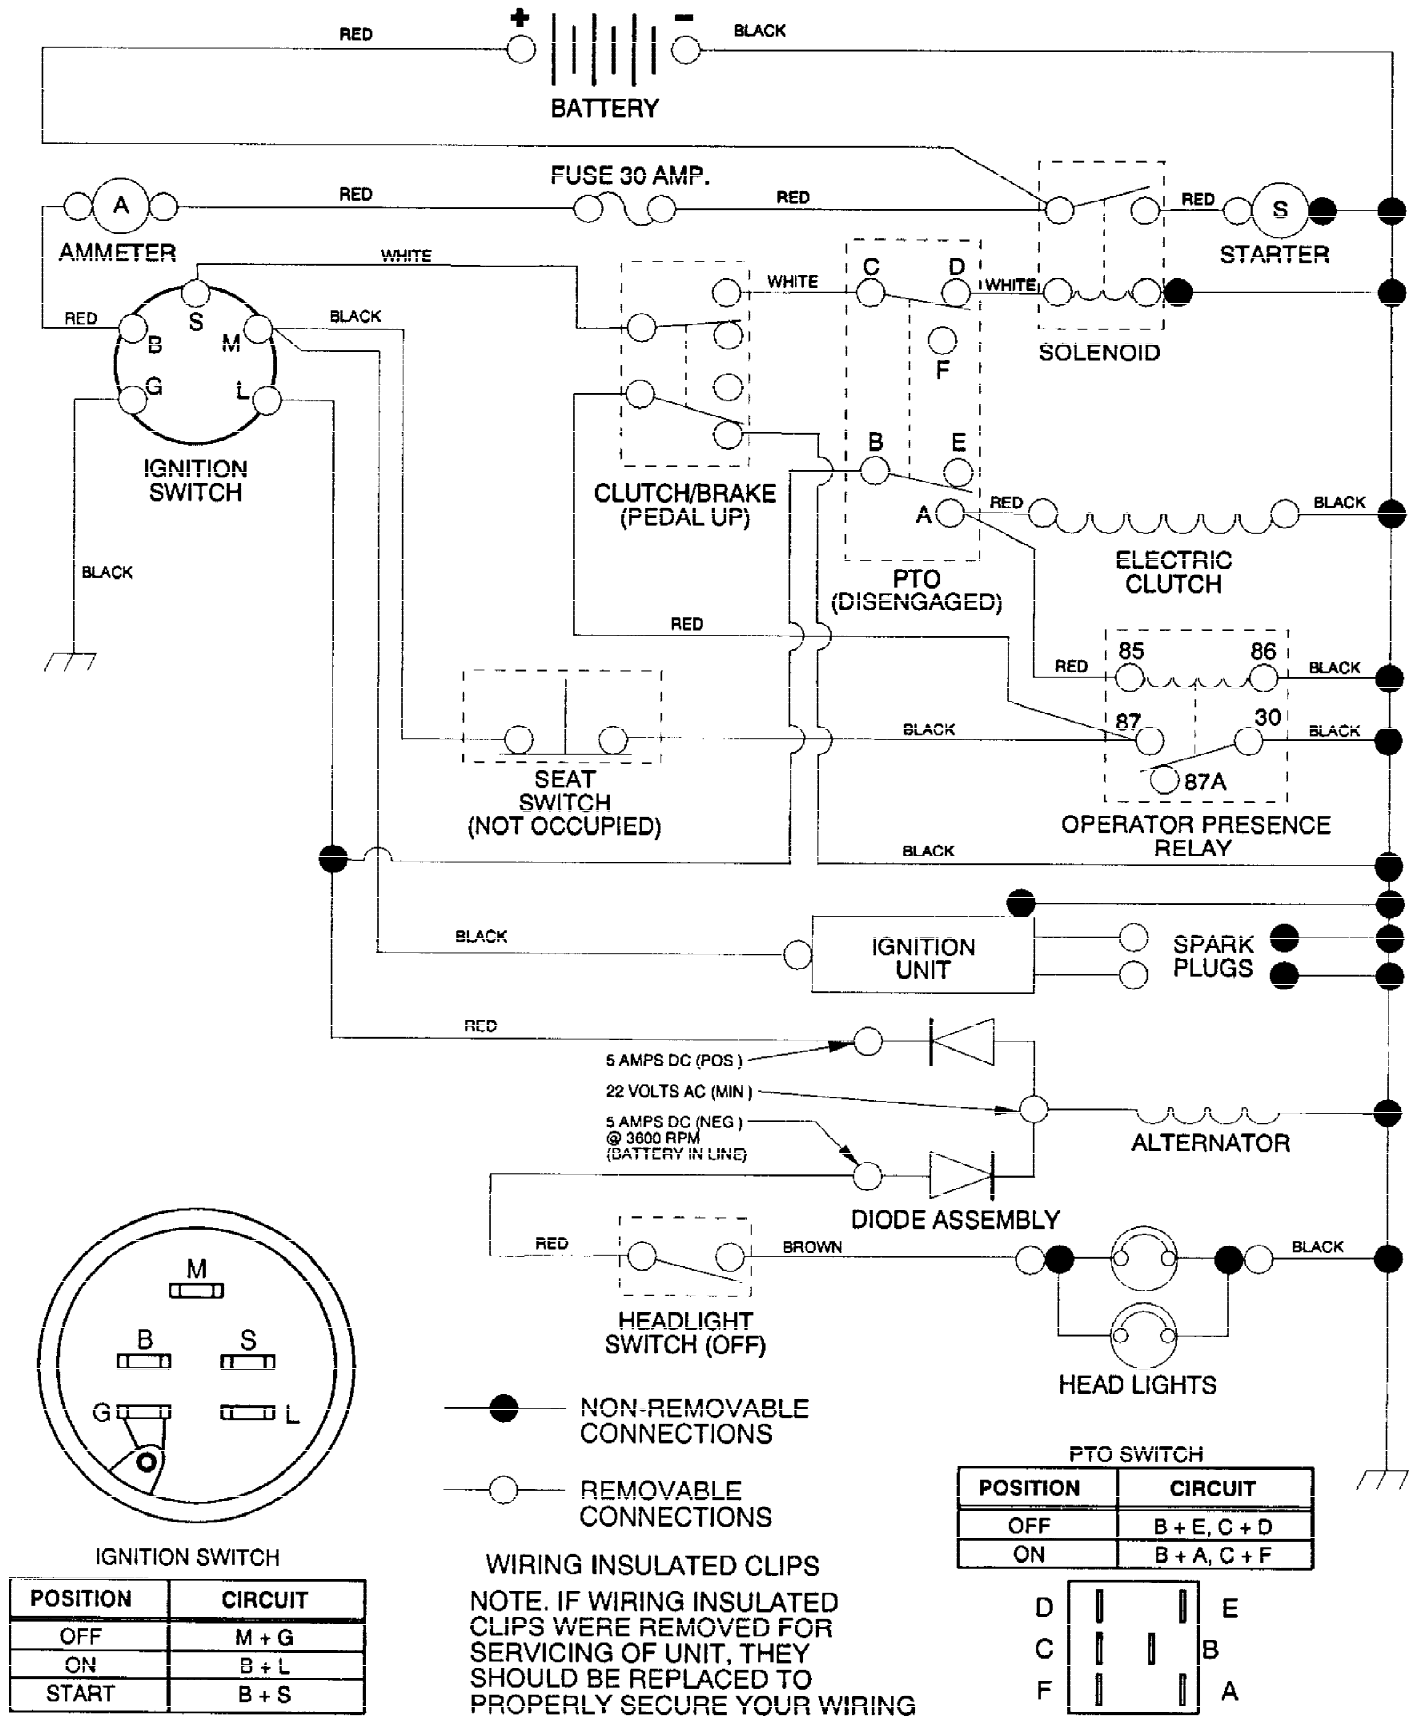 +
-
RED
BLACK
BATTERY
FUSE 30 AMP.
A
RED
RED
RED
S
AMMETER
STARTER
WHITE
C
D
WHITE
WHITE
S
RED
BLACK
B
M
F
SOLENOID
G
L
B
E
IGNITION
SWITCH
CLUTCH/BRAKE
(PEDAL UP)
A
RED
BLACK
ELECTRIC
CLUTCH
BLACK
PTO
(DISENGAGED)
RED
85
86
RED
BLACK
87
30
BLACK
BLACK
87A
SEAT
SWITCH
(NOT OCCUPIED)
OPERATOR PRESENCE
RELAY
BLACK
BLACK
IGNITION
UNIT
SPARK
PLUGS
RED
5 AMPS DC (POS )
22 VOLTS AC (MIN )
5 AMPS DC (NEG )
@ 3600 RPM
(BATTERY IN LINE)
ALTERNATOR
DIODE ASSEMBLY
RED
BROWN
BLACK
HEADLIGHT
SWITCH (OFF)
HEAD LIGHTS
M
B
S
G
L
NON-REMOVABLE
CONNECTIONS
REMOVABLE
CONNECTIONS
PTO SWITCH
POSITION CIRCUIT
OFF B + E, C + D
ON B + A, C + F
D
E
C
B
F
A
IGNITION SWITCH
POSITION CIRCUIT
OFF M + G
ON B + L
START B + S
WIRING INSULATED CLIPS
NOTE. IF WIRING INSULATED
CLIPS WERE REMOVED FOR
SERVICING OF UNIT, THEY
SHOULD BE REPLACED TO
PROPERLY SECURE YOUR WIRING